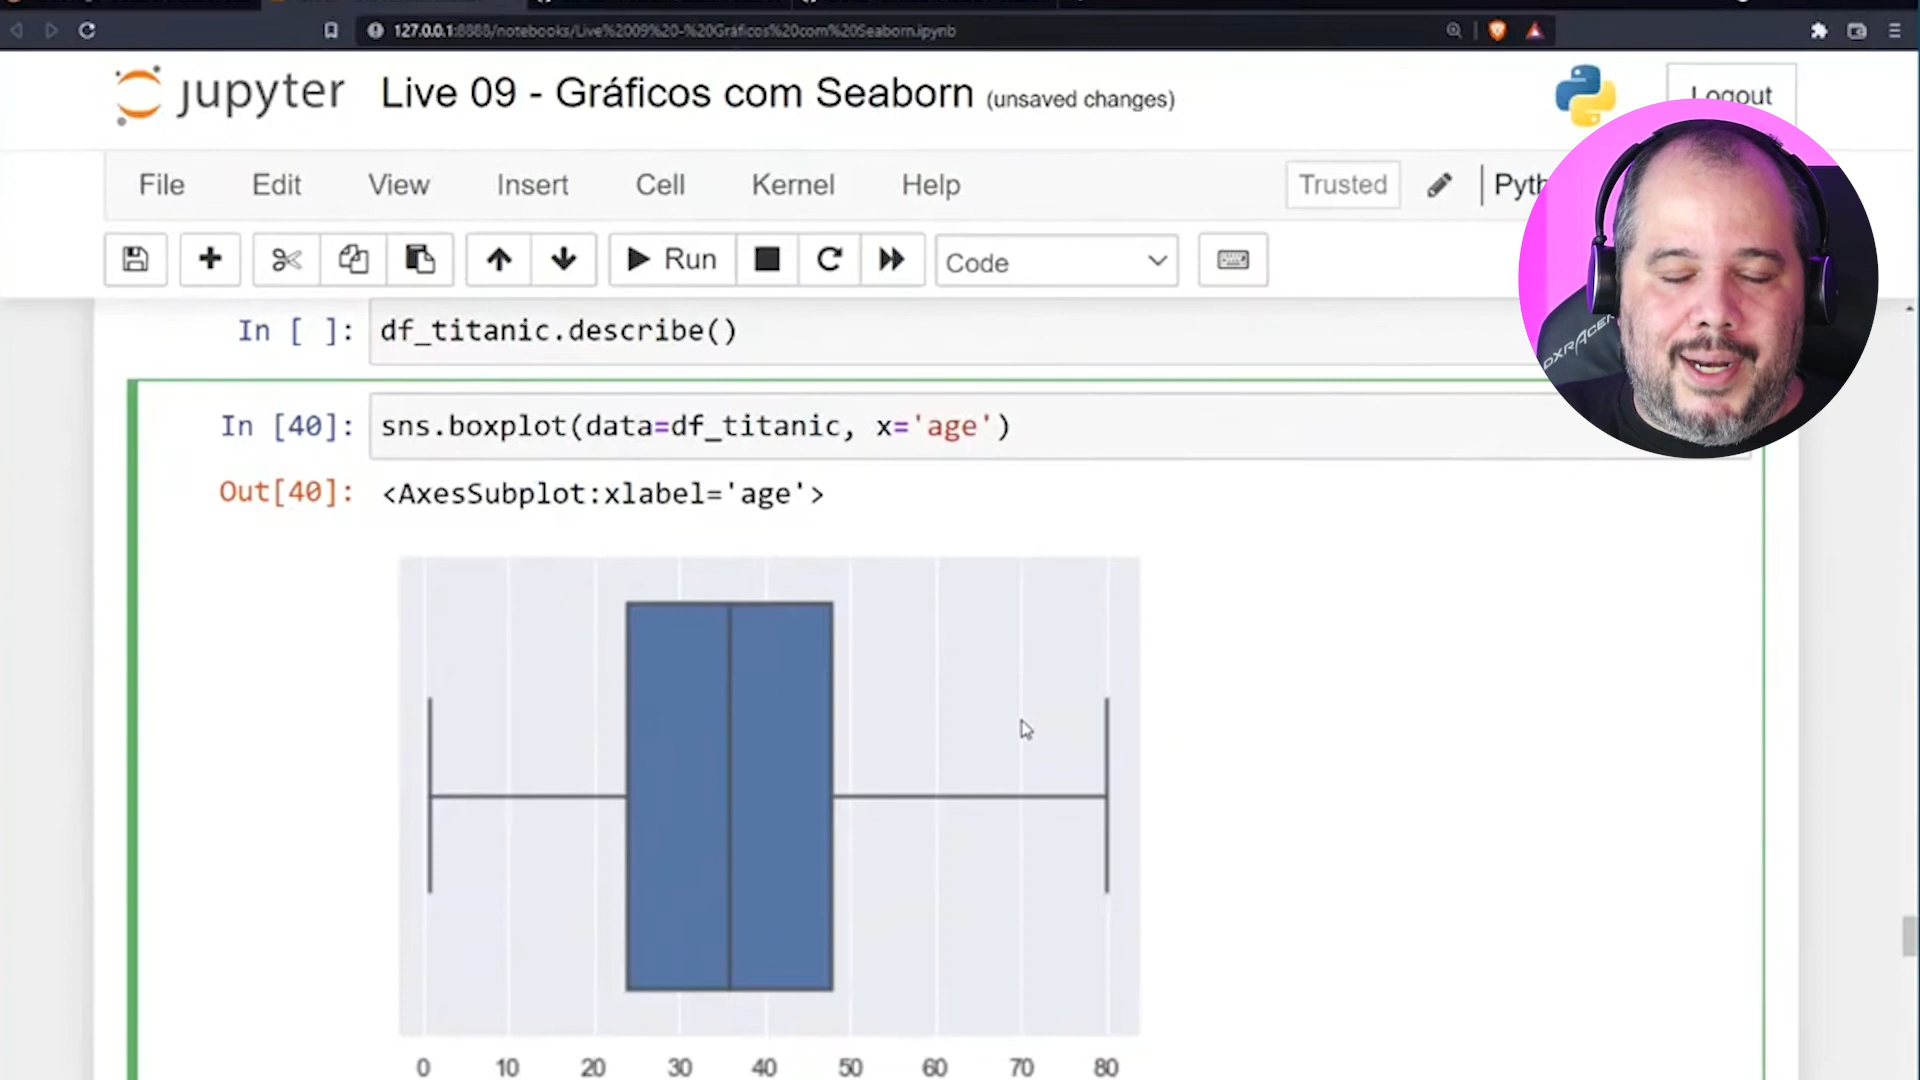 127.0.0.1:8888/notebooks/Live%2009%20-%20Gráficos%20com%20Seaborn.ipynb
jupyter Live 09 - Gráficos com Seaborn (unsaved changes)
Logout
File Edit View Insert Cell Kernel Help Trusted Pyth
Run Code
In [ ]: df_titanic.describe()
In [40]: sns.boxplot(data=df_titanic, x='age')
Out[40]: <AxesSubplot:xlabel='age'>
DXRACER
0 10 20 30 40 50 60 70 80